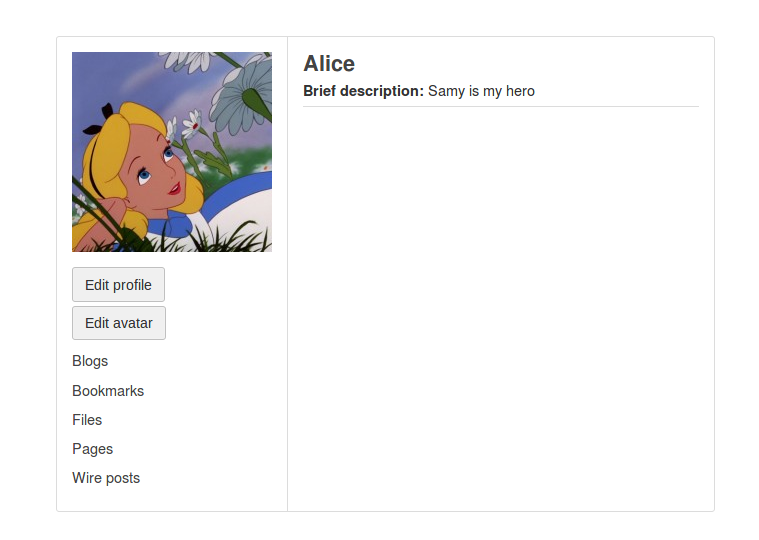 Alice
Brief description: Samy is my hero
Edit profile
Edit avatar
Blogs
Bookmarks
Files
Pages
Wire posts